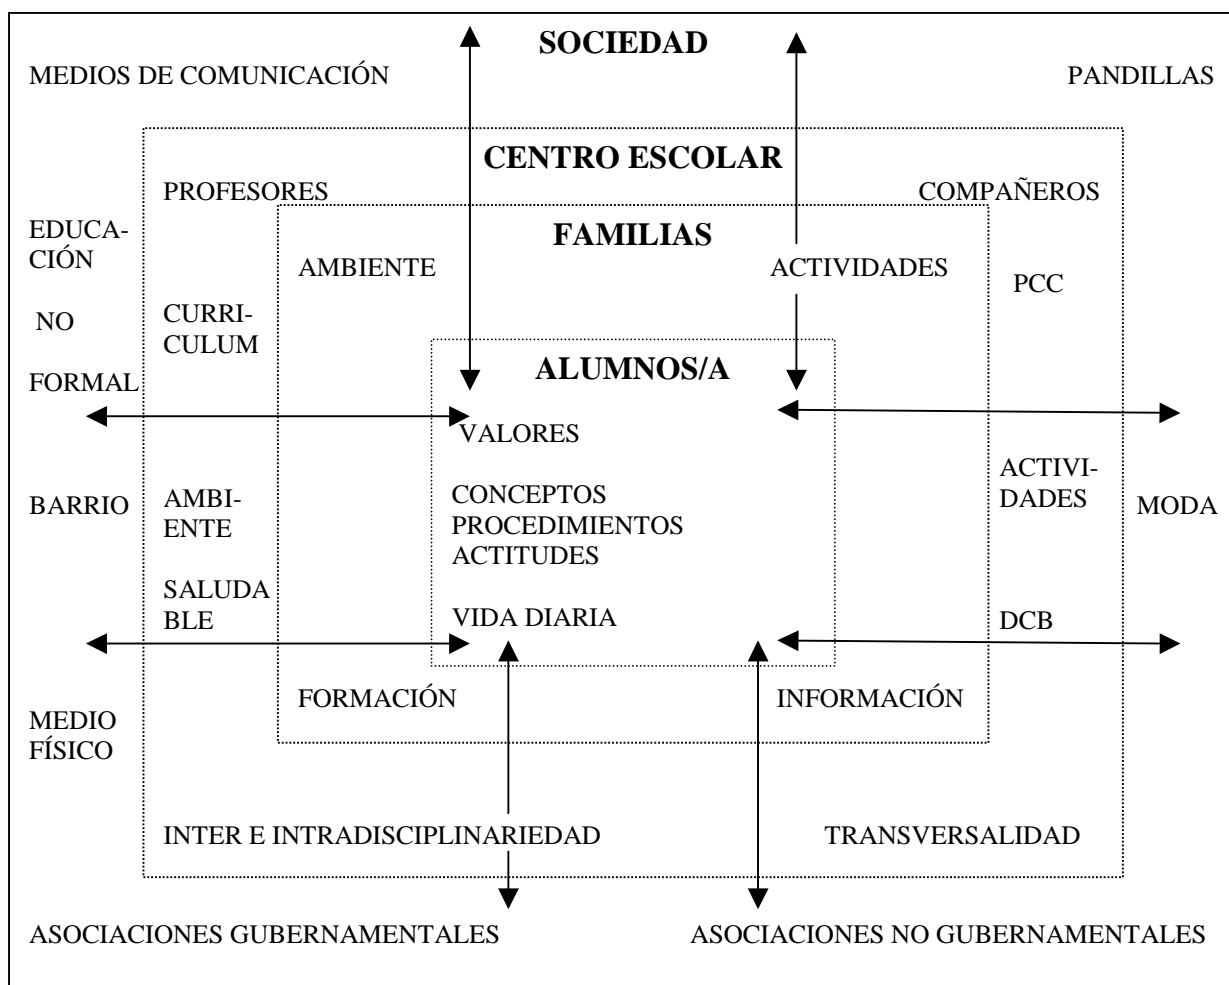 SOCIEDAD
MEDIOS DE COMUNICACIÓN
PANDILLAS
CENTRO ESCOLAR
PROFESORES
COMPAÑEROS
EDUCA-
CIÓN
NO
FORMAL
FAMILIAS
AMBIENTE
ACTIVIDADES
PCC
CURRI-
CULUM
ALUMNOS/A
VALORES
CONCEPTOS
PROCEDIMIENTOS
ACTITUDES
VIDA DIARIA
BARRIO
AMBI-
ENTE
SALUDA
BLE
ACTIVI-
DADES
MODA
DCB
FORMACIÓN
INFORMACIÓN
MEDIO
FÍSICO
INTER E INTRADISCIPLINARIEDAD
TRANSVERSALIDAD
ASOCIACIONES GUBERNAMENTALES
ASOCIACIONES NO GUBERNAMENTALES